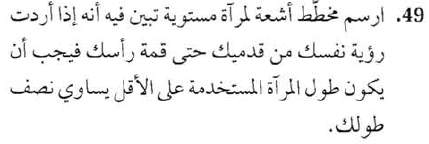 49. ارسم مخطّط أشعة لمرآة مستوية تبين فيه أنه إذا أردت
رؤية نفسك من قدميك حتى قمة رأسك فيجب أن
يكون طول المرآة المستخدمة على الأقل يساوي نصف
طولك.